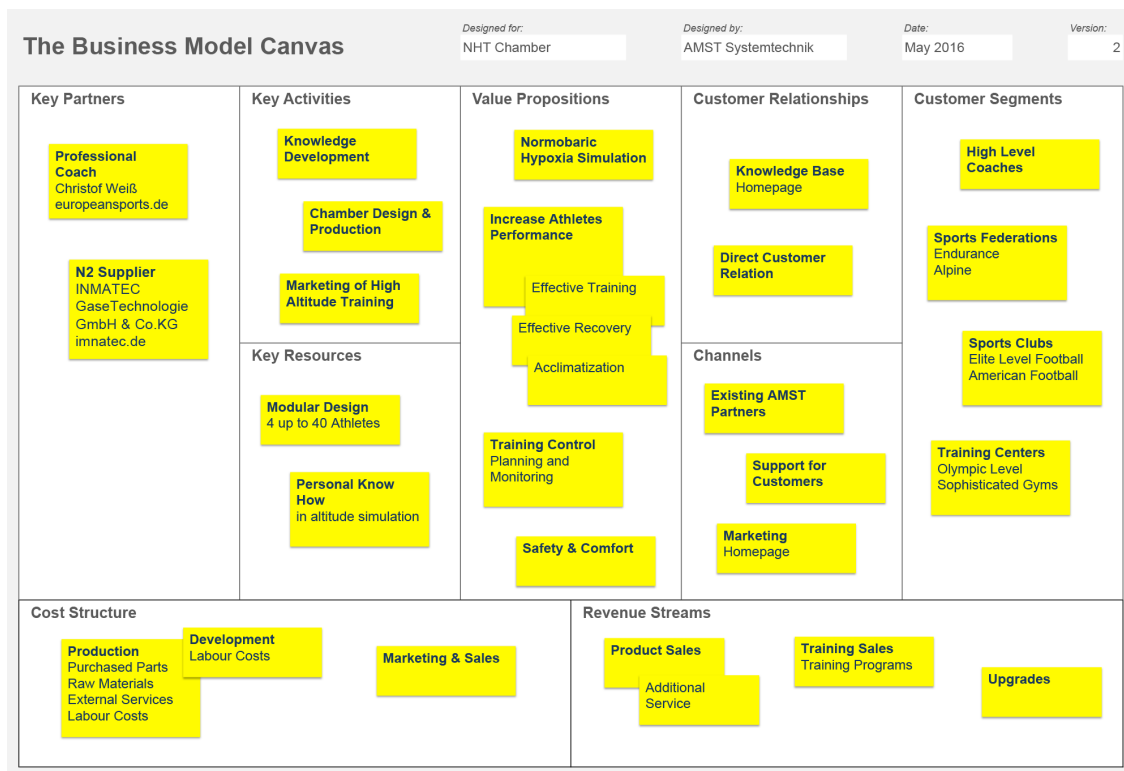 The Business Model Canvas
Designed for:
NHT Chamber
Designed by:
AMST Systemtechnik
Date:
May 2016
Version:
2
Key Partners
Professional
Coach
Christof Weiß
europeansports.de
N2 Supplier
INMATEC
GaseTechnologie
GmbH & Co.KG
imnatec.de
Key Activities
Knowledge
Development
Chamber Design &
Production
Marketing of High
Altitude Training
Key Resources
Modular Design
4 up to 40 Athletes
Personal Know
How
in altitude simulation
Value Propositions
Normobaric
Hypoxia Simulation
Increase Athletes
Performance
Effective Training
Effective Recovery
Acclimatization
Training Control
Planning and
Monitoring
Safety & Comfort
Customer Relationships
Knowledge Base
Homepage
Direct Customer
Relation
Channels
Existing AMST
Partners
Support for
Customers
Marketing
Homepage
Customer Segments
High Level
Coaches
Sports Federations
Endurance
Alpine
Sports Clubs
Elite Level Football
American Football
Training Centers
Olympic Level
Sophisticated Gyms
Cost Structure
Production
Purchased Parts
Raw Materials
External Services
Labour Costs
Development
Labour Costs
Marketing & Sales
Revenue Streams
Product Sales
Additional
Service
Training Sales
Training Programs
Upgrades